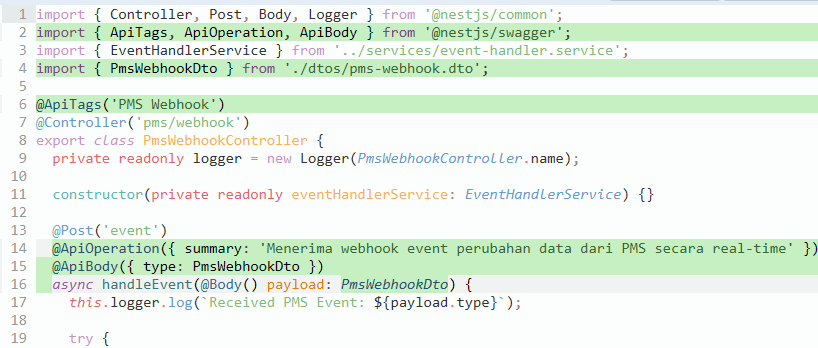 1 import { Controller, Post, Body, Logger } from '@nestjs/common';
2 import { ApiTags, ApiOperation, ApiBody } from '@nestjs/swagger';
3 import { EventHandlerService } from '../services/event-handler.service';
4 import { PmsWebhookDto } from './dtos/pms-webhook.dto';
5
6 @ApiTags('PMS Webhook')
7 @Controller('pms/webhook')
8 export class PmsWebhookController {
9   private readonly logger = new Logger(PmsWebhookController.name);
10
11   constructor(private readonly eventHandlerService: EventHandlerService) {}
12
13   @Post('event')
14   @ApiOperation({ summary: 'Menerima webhook event perubahan data dari PMS secara real-time' })
15   @ApiBody({ type: PmsWebhookDto })
16   async handleEvent(@Body() payload: PmsWebhookDto) {
17     this.logger.log(`Received PMS Event: ${payload.type}`);
18
19     try {